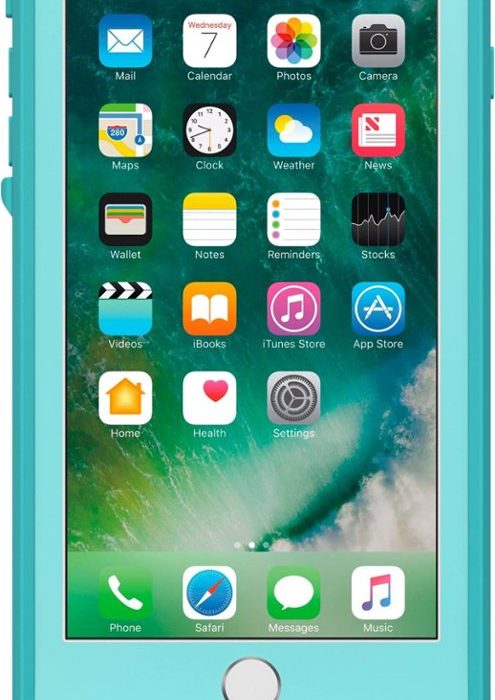 Wednesday
7
Mail Calendar Photos Camera
280
Maps Clock Weather News
Wallet Notes Reminders Stocks
Videos iBooks iTunes Store App Store
Home Health Settings
Phone Safari Messages Music